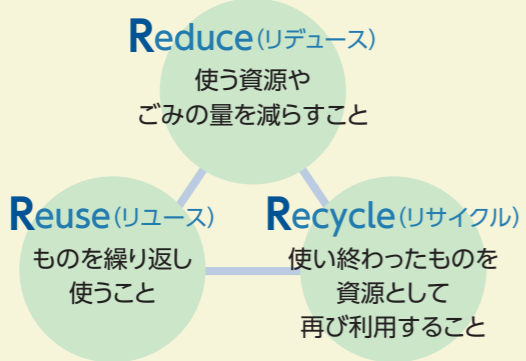 Reduce(リデュース)
使う資源や
ごみの量を減らすこと
Reuse(リユース)
ものを繰り返し
使うこと
Recycle(リサイクル)
使い終わったものを
資源として
再び利用すること